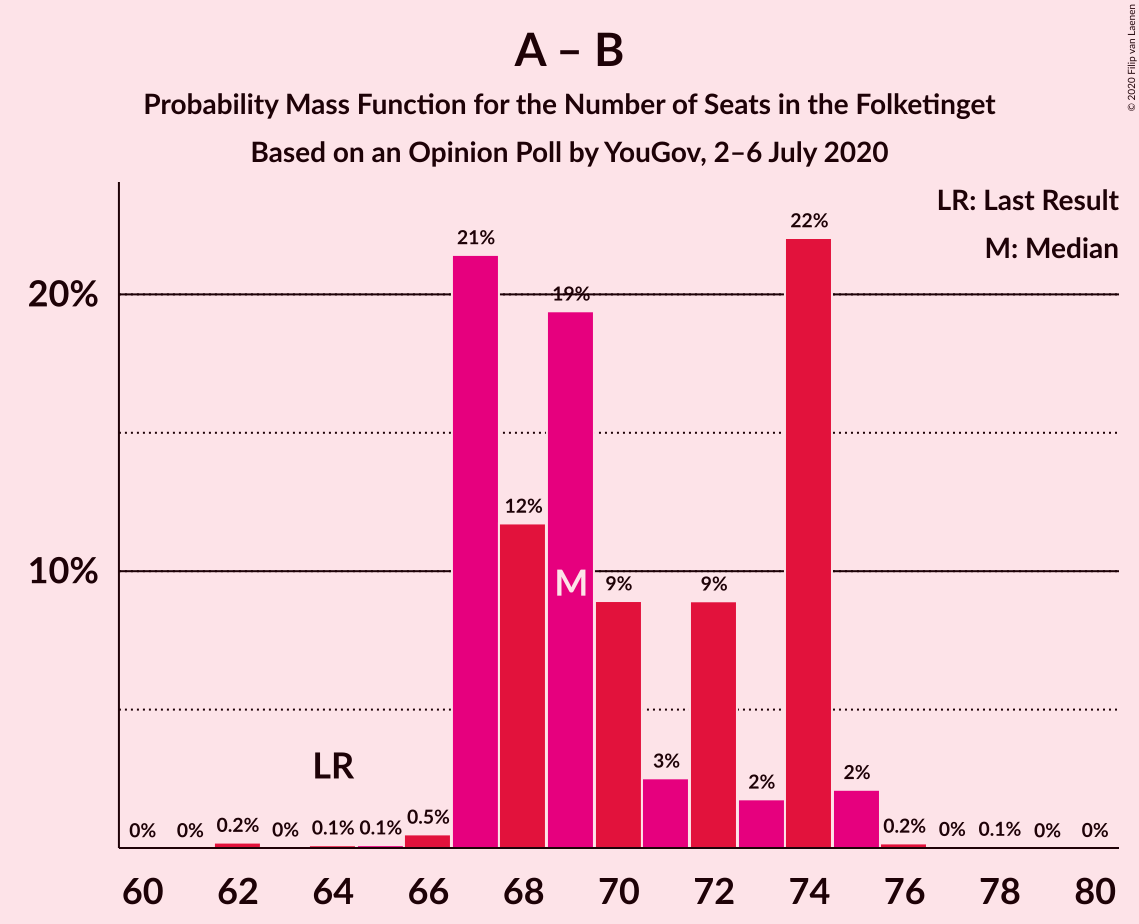 A – B
Probability Mass Function for the Number of Seats in the Folketinget
Based on an Opinion Poll by YouGov, 2–6 July 2020
© 2020 Filip van Laenen
LR: Last Result
M: Median
20%
10%
0%
0%
0.2%
0%
0.1%
0.1%
0.5%
21%
12%
19%
9%
3%
9%
2%
22%
2%
0.2%
0%
0.1%
0%
0%
LR
M
60 62 64 66 68 70 72 74 76 78 80